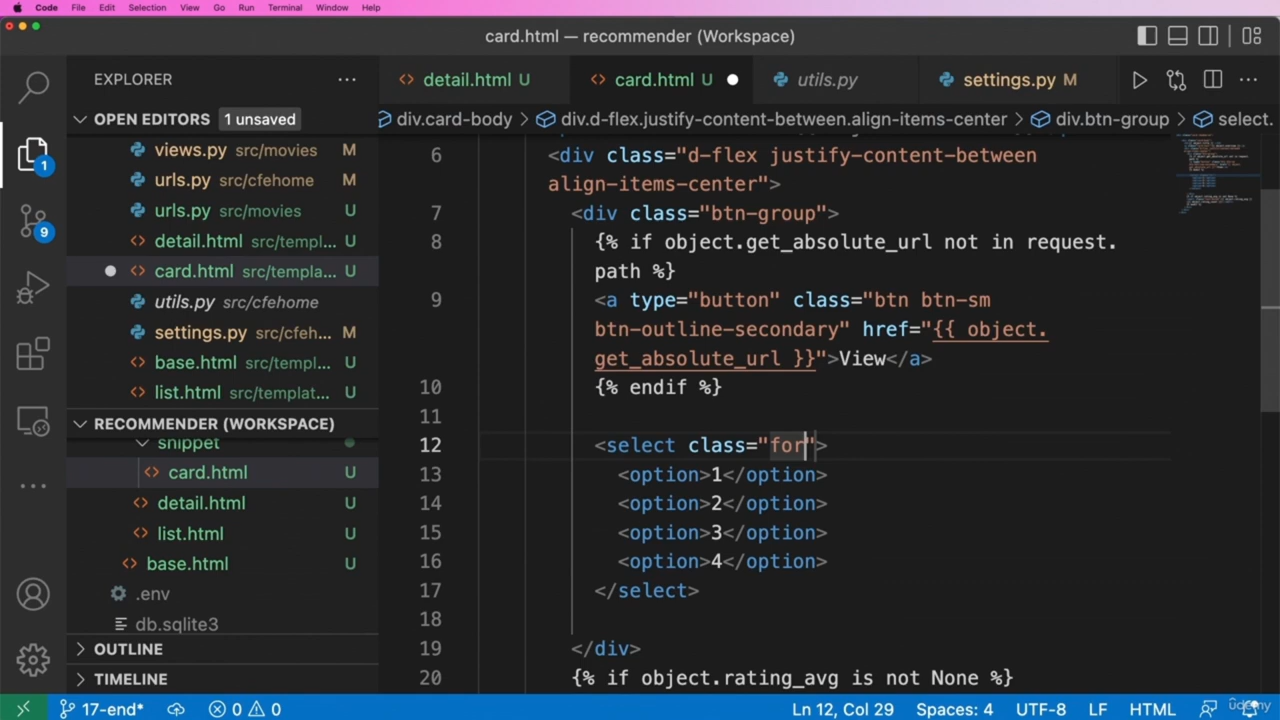 Code File Edit Selection View Go Run Terminal Window Help
card.html — recommender (Workspace)
EXPLORER
detail.html U
card.html U
utils.py
settings.py M
OPEN EDITORS 1 unsaved
div.card-body > div.d-flex.justify-content-between.align-items-center > div.btn-group > select.
views.py src/movies M
urls.py src/cfehome M
urls.py src/movies U
detail.html src/templ... U
card.html src/templa... U
utils.py src/cfehome
settings.py src/cfeh... M
base.html src/templ... U
list.html src/templat... U
RECOMMENDER (WORKSPACE)
snippet
card.html U
detail.html U
list.html U
base.html U
.env
db.sqlite3
OUTLINE
TIMELINE
1
9
6 <div class="d-flex justify-content-between
align-items-center">
7 <div class="btn-group">
8 {% if object.get_absolute_url not in request.
path %}
9 <a type="button" class="btn btn-sm
btn-outline-secondary" href="{{ object.
get_absolute_url }}">View</a>
10 {% endif %}
11
12 <select class="for">
13 <option>1</option>
14 <option>2</option>
15 <option>3</option>
16 <option>4</option>
17 </select>
18
19 </div>
20 {% if object.rating_avg is not None %}
17-end* 0 0 Ln 12, Col 29 Spaces: 4 UTF-8 LF HTML
udemy